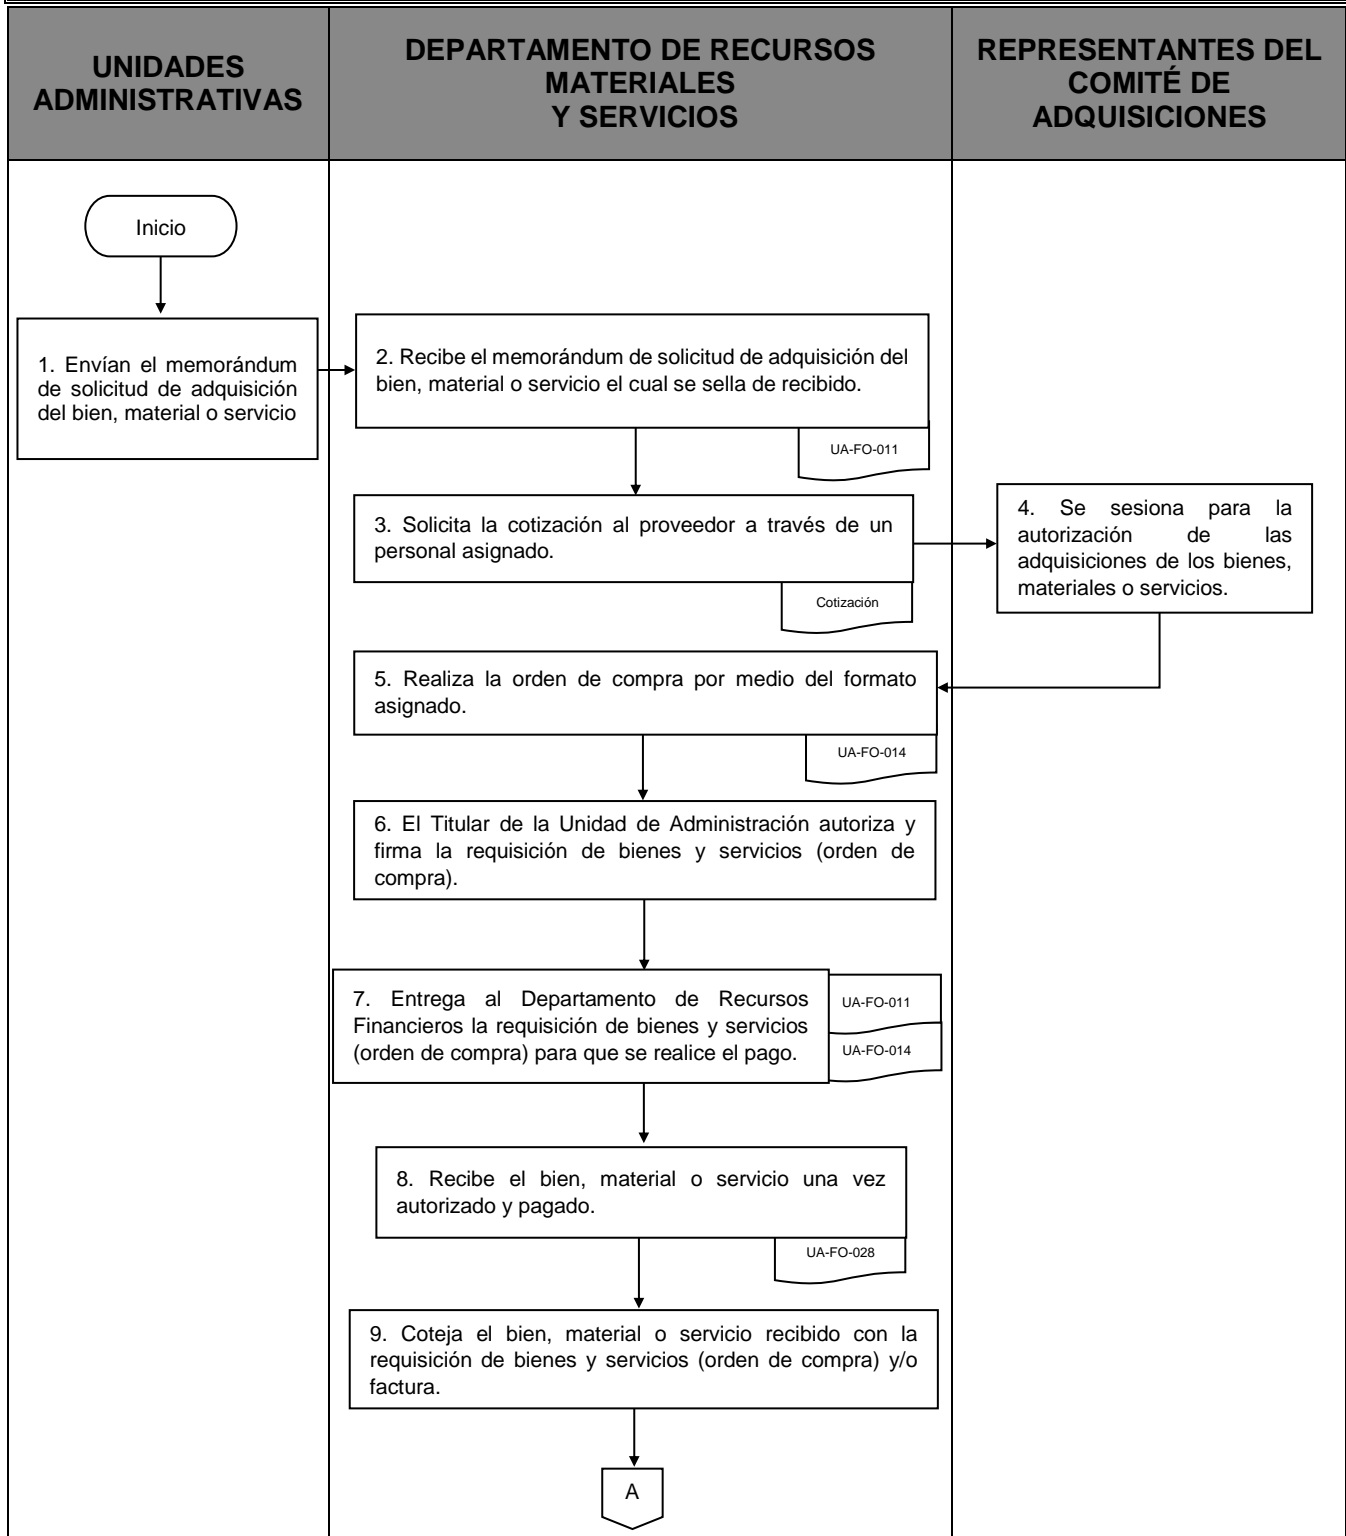 UNIDADES
ADMINISTRATIVAS
DEPARTAMENTO DE RECURSOS
MATERIALES
Y SERVICIOS
REPRESENTANTES DEL
COMITÉ DE
ADQUISICIONES
Inicio
1. Envían el memorándum
de solicitud de adquisición
del bien, material o servicio
2. Recibe el memorándum de solicitud de adquisición del
bien, material o servicio el cual se sella de recibido.
UA-FO-011
3. Solicita la cotización al proveedor a través de un
personal asignado.
Cotización
4. Se sesiona para la
autorización de las
adquisiciones de los bienes,
materiales o servicios.
5. Realiza la orden de compra por medio del formato
asignado.
UA-FO-014
6. El Titular de la Unidad de Administración autoriza y
firma la requisición de bienes y servicios (orden de
compra).
7. Entrega al Departamento de Recursos
Financieros la requisición de bienes y servicios
(orden de compra) para que se realice el pago.
UA-FO-011
UA-FO-014
8. Recibe el bien, material o servicio una vez
autorizado y pagado.
UA-FO-028
9. Coteja el bien, material o servicio recibido con la
requisición de bienes y servicios (orden de compra) y/o
factura.
A